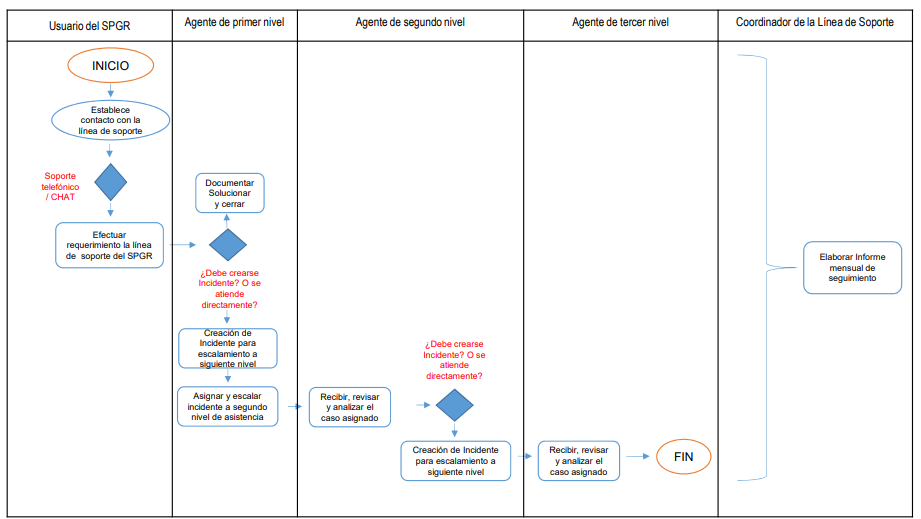 Usuario del SPGR
Agente de primer nivel
Agente de segundo nivel
Agente de tercer nivel
Coordinador de la Línea de Soporte
INICIO
Establece
contacto con la
línea de soporte
Soporte
telefónico
/ CHAT
Efectuar
requerimiento la línea
de soporte del SPGR
Documentar
Solucionar
y cerrar
¿Debe crearse
Incidente? O se
atiende
directamente?
Creación de
Incidente para
escalamiento a
siguiente nivel
Asignar y escalar
incidente a segundo
nivel de asistencia
Recibir, revisar
y analizar el
caso asignado
¿Debe crearse
Incidente? O se
atiende
directamente?
Creación de Incidente
para escalamiento a
siguiente nivel
Recibir, revisar
y analizar el
caso asignado
FIN
Elaborar Informe
mensual de
seguimiento